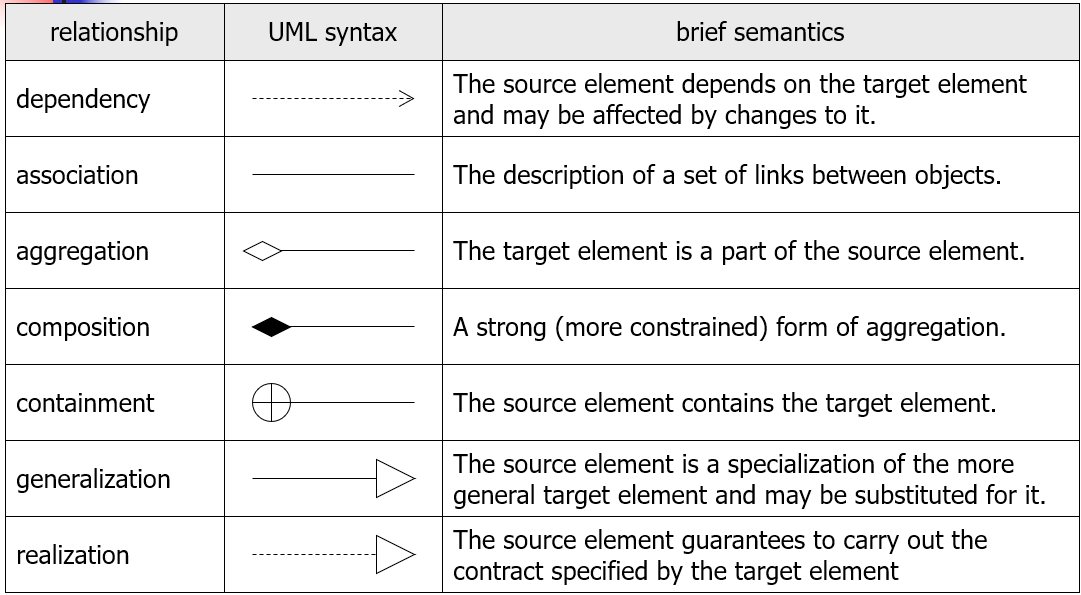 relationship UML syntax brief semantics
dependency
The source element depends on the target element
and may be affected by changes to it.
association
The description of a set of links between objects.
aggregation
The target element is a part of the source element.
composition
A strong (more constrained) form of aggregation.
containment
The source element contains the target element.
generalization
The source element is a specialization of the more
general target element and may be substituted for it.
realization
The source element guarantees to carry out the
contract specified by the target element